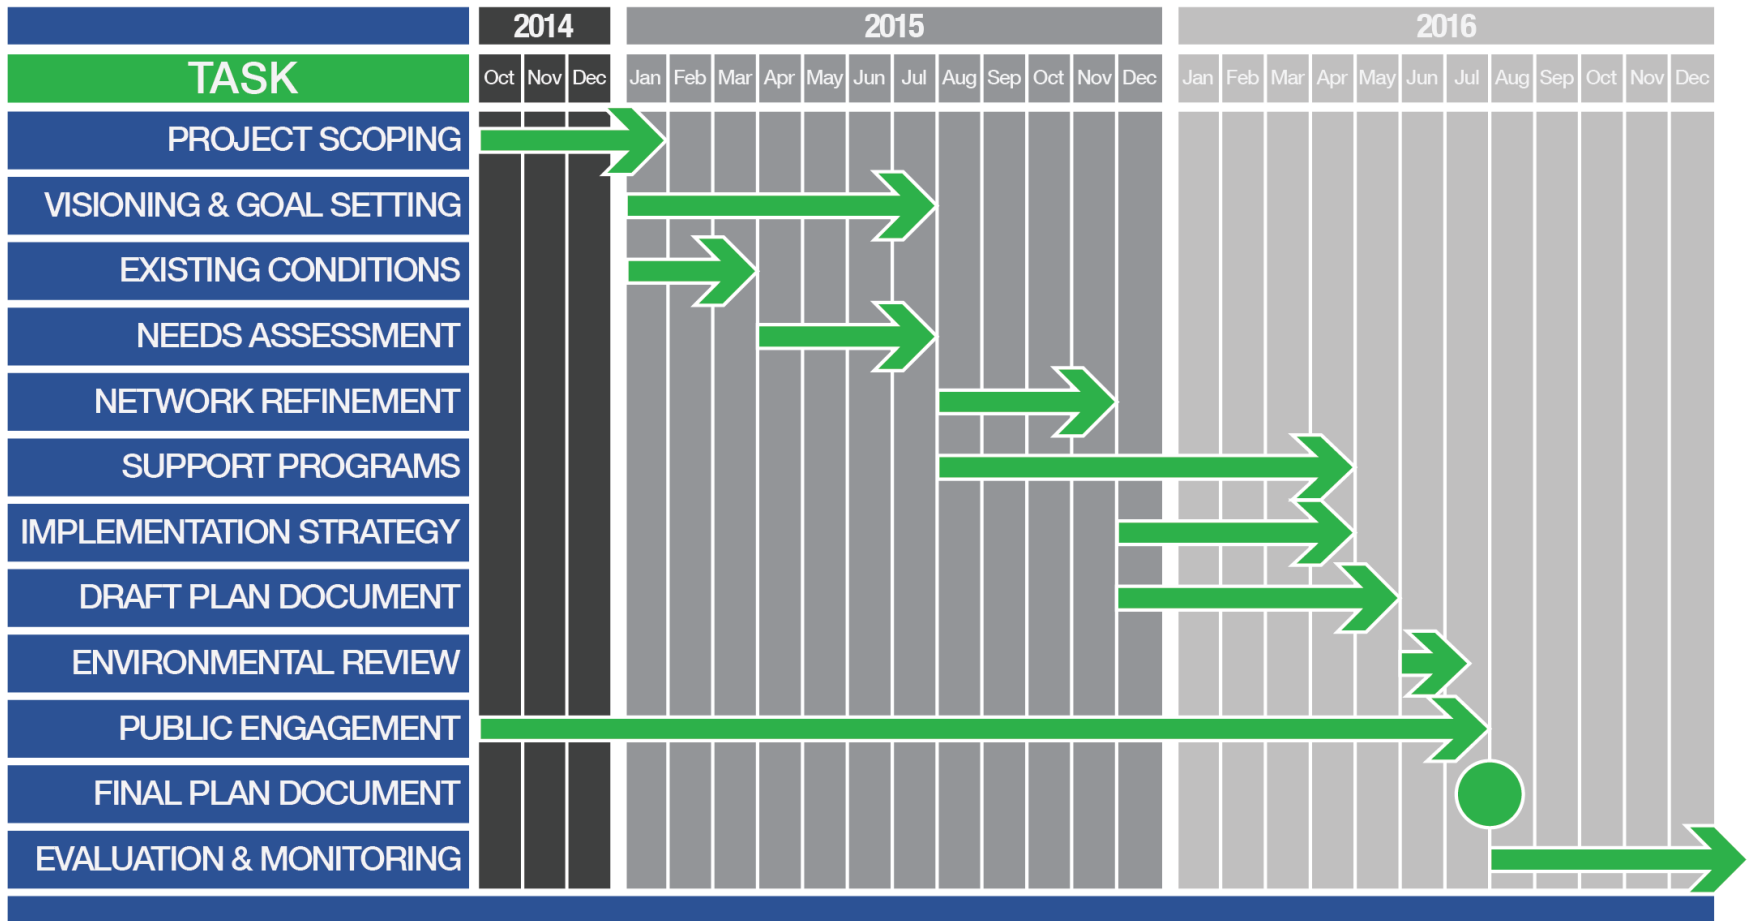 2014 2015 2016
TASK Oct Nov Dec Jan Feb Mar Apr May Jun Jul Aug Sep Oct Nov Dec Jan Feb Mar Apr May Jun Jul Aug Sep Oct Nov Dec
PROJECT SCOPING
VISIONING & GOAL SETTING
EXISTING CONDITIONS
NEEDS ASSESSMENT
NETWORK REFINEMENT
SUPPORT PROGRAMS
IMPLEMENTATION STRATEGY
DRAFT PLAN DOCUMENT
ENVIRONMENTAL REVIEW
PUBLIC ENGAGEMENT
FINAL PLAN DOCUMENT
EVALUATION & MONITORING